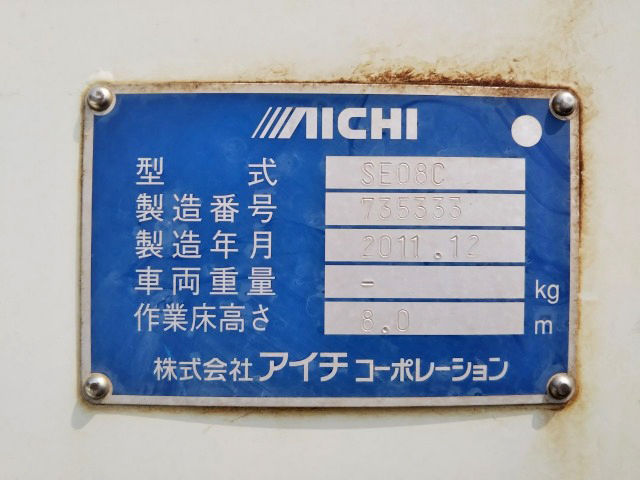 AICHI
型式 SE08C
製造番号 735333
製造年月 2011.12
車両重量 - kg
作業床高さ 8.0 m
株式会社アイチコーポレーション